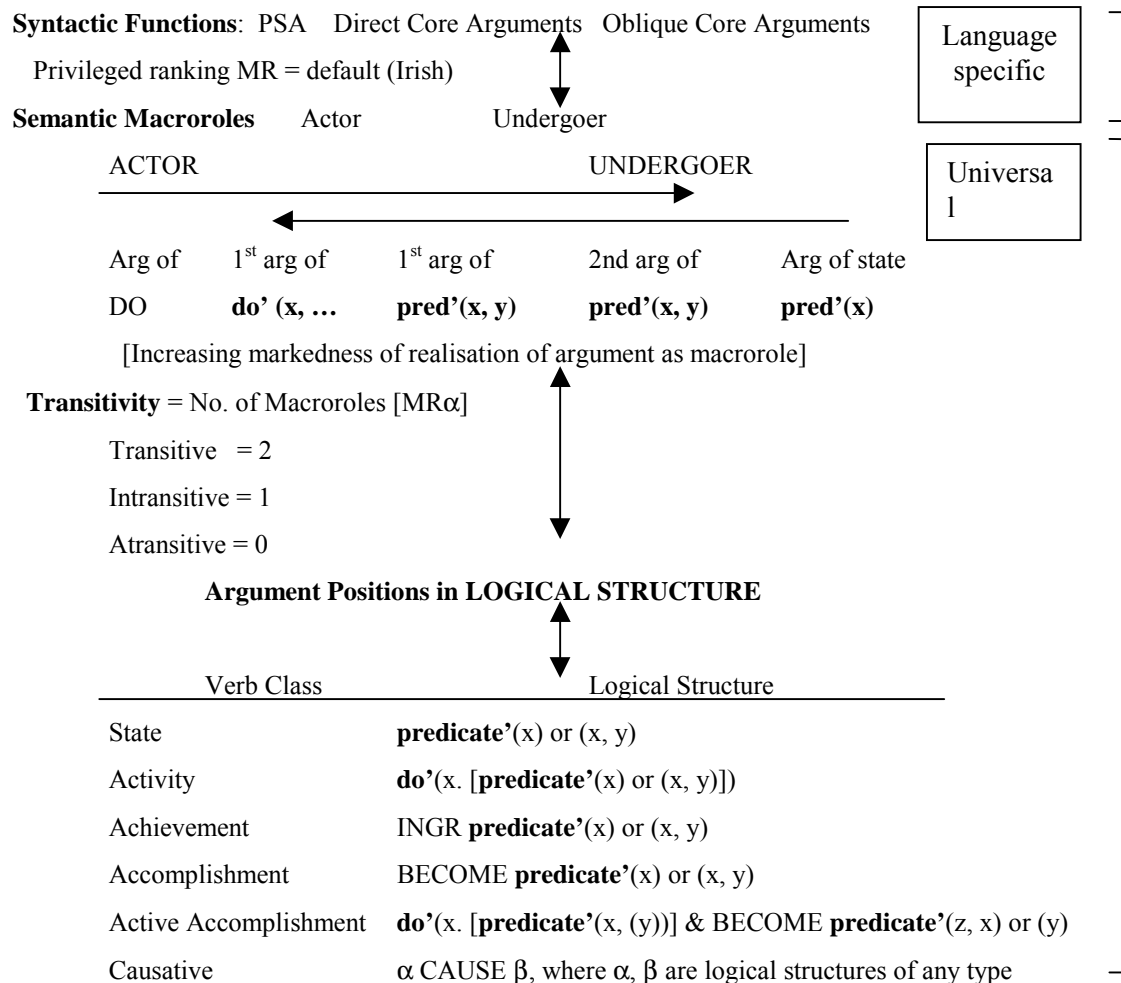 Syntactic Functions: PSA Direct Core Arguments Oblique Core Arguments
Language
specific
Privileged ranking MR = default (Irish)
Semantic Macroroles Actor Undergoer
ACTOR UNDERGOER
Universa
l
Arg of 1st arg of 1st arg of 2nd arg of Arg of state
DO do’ (x, … pred’(x, y) pred’(x, y) pred’(x)
[Increasing markedness of realisation of argument as macrorole]
Transitivity = No. of Macroroles [MRα]
Transitive = 2
Intransitive = 1
Atransitive = 0
Argument Positions in LOGICAL STRUCTURE
Verb Class Logical Structure
State predicate’(x) or (x, y)
Activity do’(x. [predicate’(x) or (x, y)])
Achievement INGR predicate’(x) or (x, y)
Accomplishment BECOME predicate’(x) or (x, y)
Active Accomplishment do’(x. [predicate’(x, (y))] & BECOME predicate’(z, x) or (y)
Causative α CAUSE β, where α, β are logical structures of any type